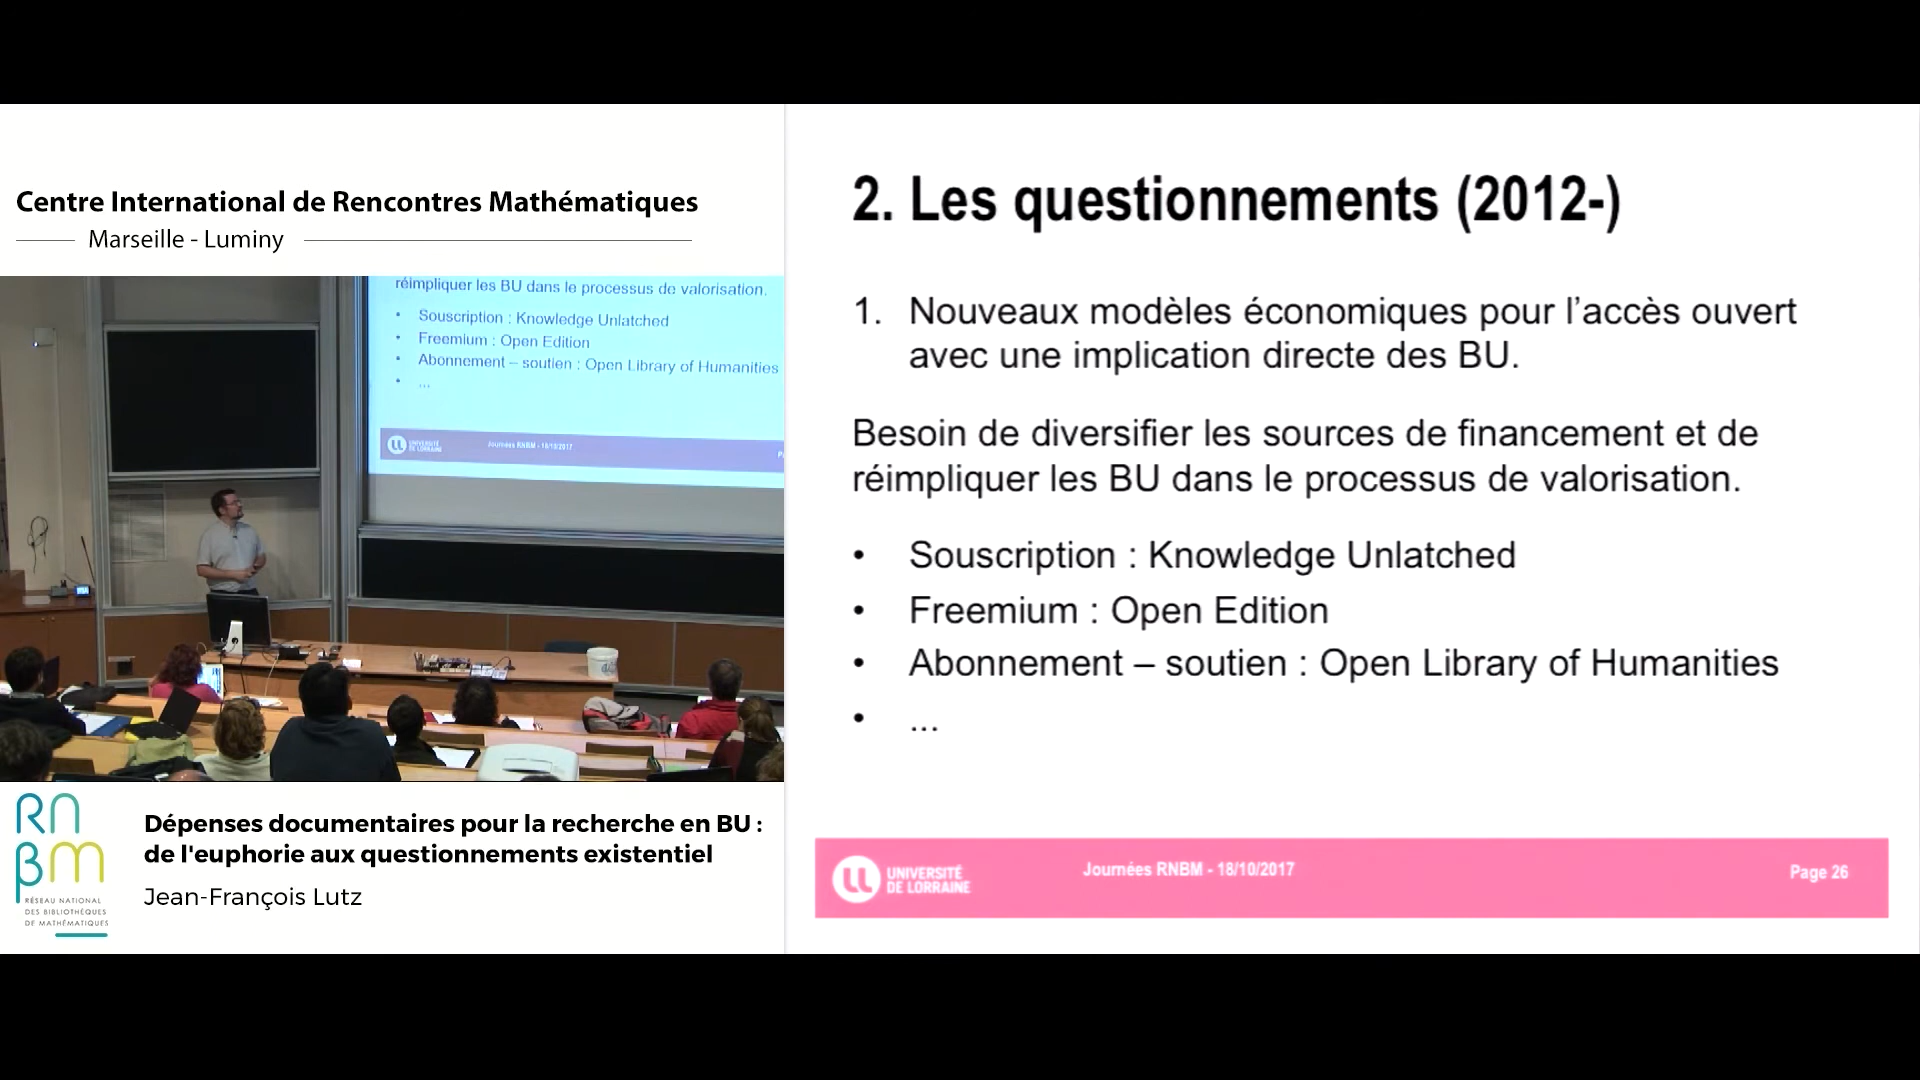 Centre International de Rencontres Mathématiques
Marseille - Luminy
réimpliquer les BU dans le processus de valorisation.
• Souscription : Knowledge Unlatched
• Freemium : Open Edition
• Abonnement – soutien : Open Library of Humanities
• ...
UNIVERSITÉ
DE LORRAINE
Journées RNBM - 18/10/2017
RNBM
RÉSEAU NATIONAL
DES BIBLIOTHÈQUES
DE MATHÉMATIQUES
Dépenses documentaires pour la recherche en BU :
de l'euphorie aux questionnements existentiel
Jean-François Lutz
2. Les questionnements (2012-)
1. Nouveaux modèles économiques pour l’accès ouvert
avec une implication directe des BU.
Besoin de diversifier les sources de financement et de
réimpliquer les BU dans le processus de valorisation.
• Souscription : Knowledge Unlatched
• Freemium : Open Edition
• Abonnement – soutien : Open Library of Humanities
• ...
UNIVERSITÉ
DE LORRAINE
Journées RNBM - 18/10/2017
Page 26